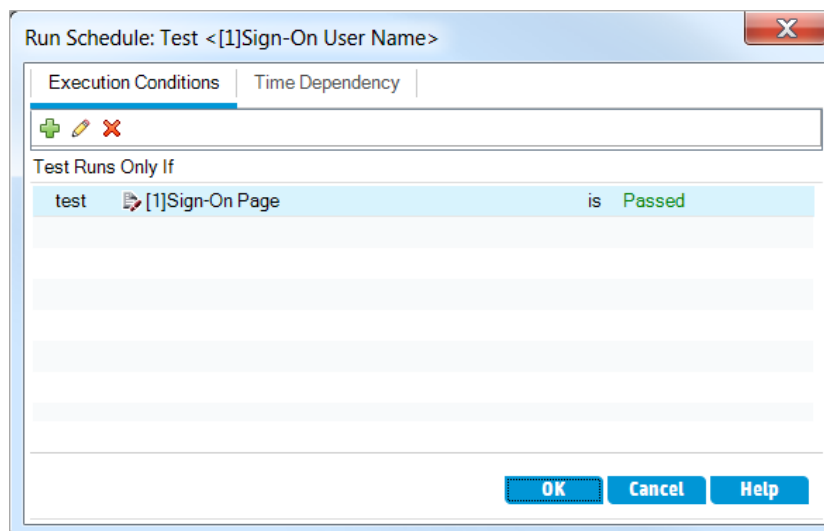 Run Schedule: Test <[1]Sign-On User Name>
Execution Conditions Time Dependency
Test Runs Only If
test [1]Sign-On Page is Passed
OK Cancel Help